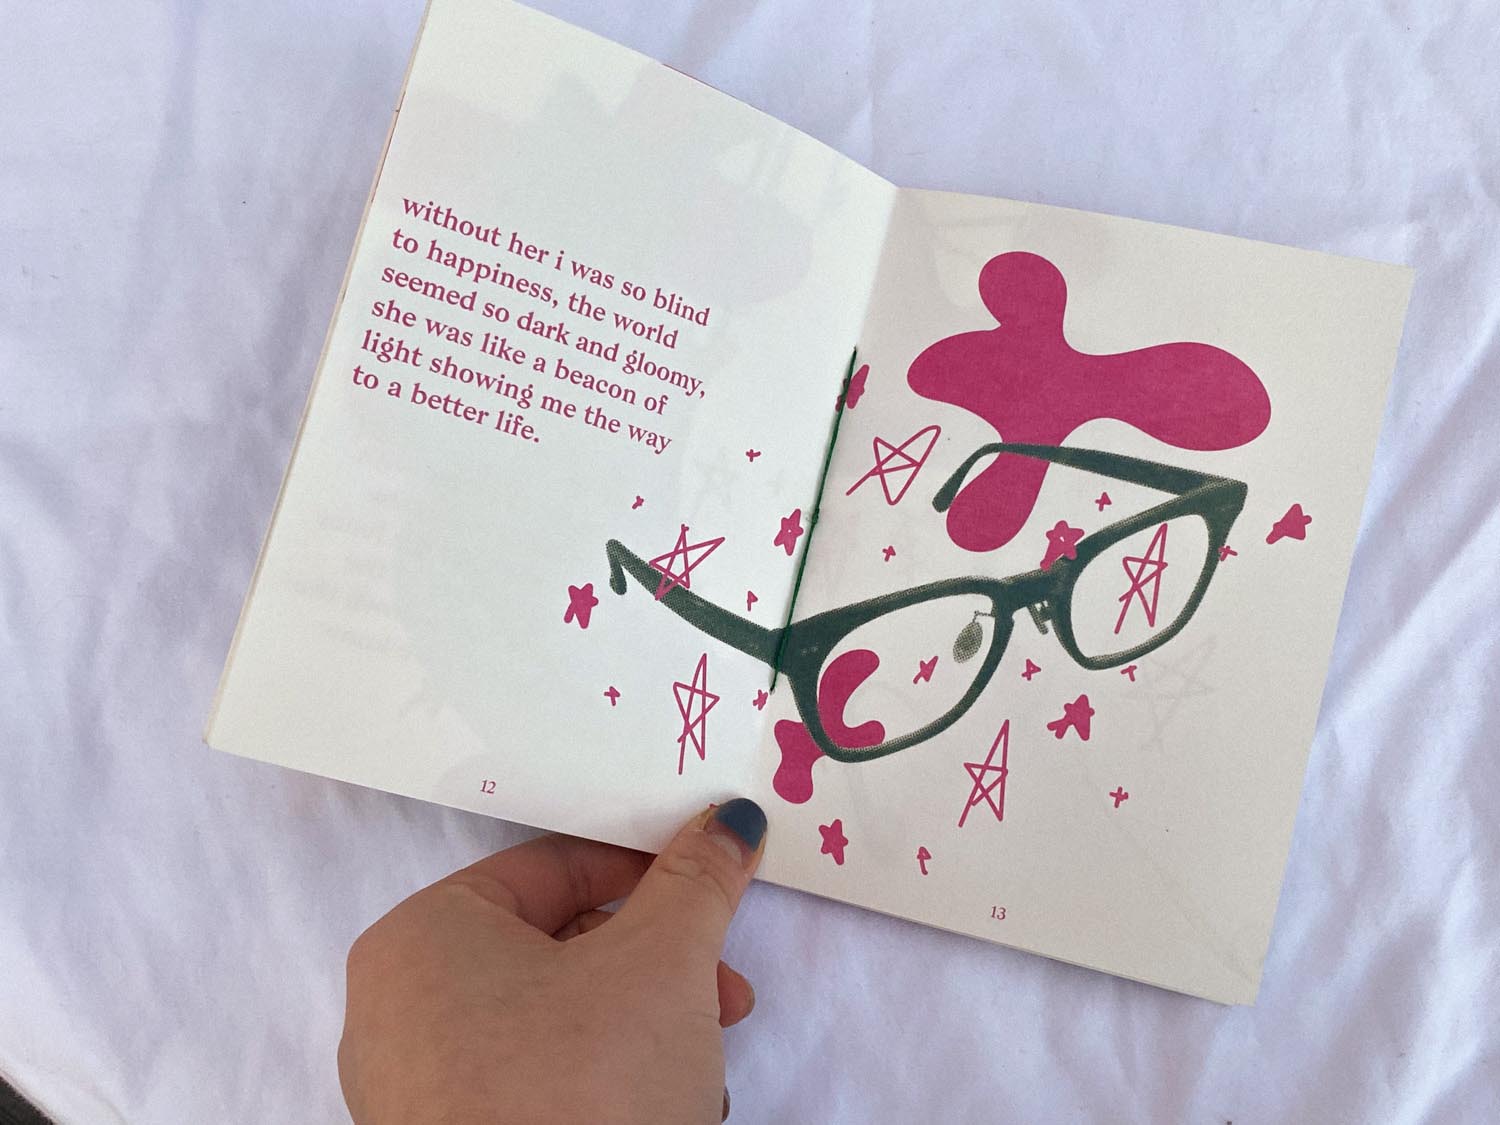 without her i was so blind
to happiness, the world
seemed so dark and gloomy,
she was like a beacon of
light showing me the way
to a better life.
12
13